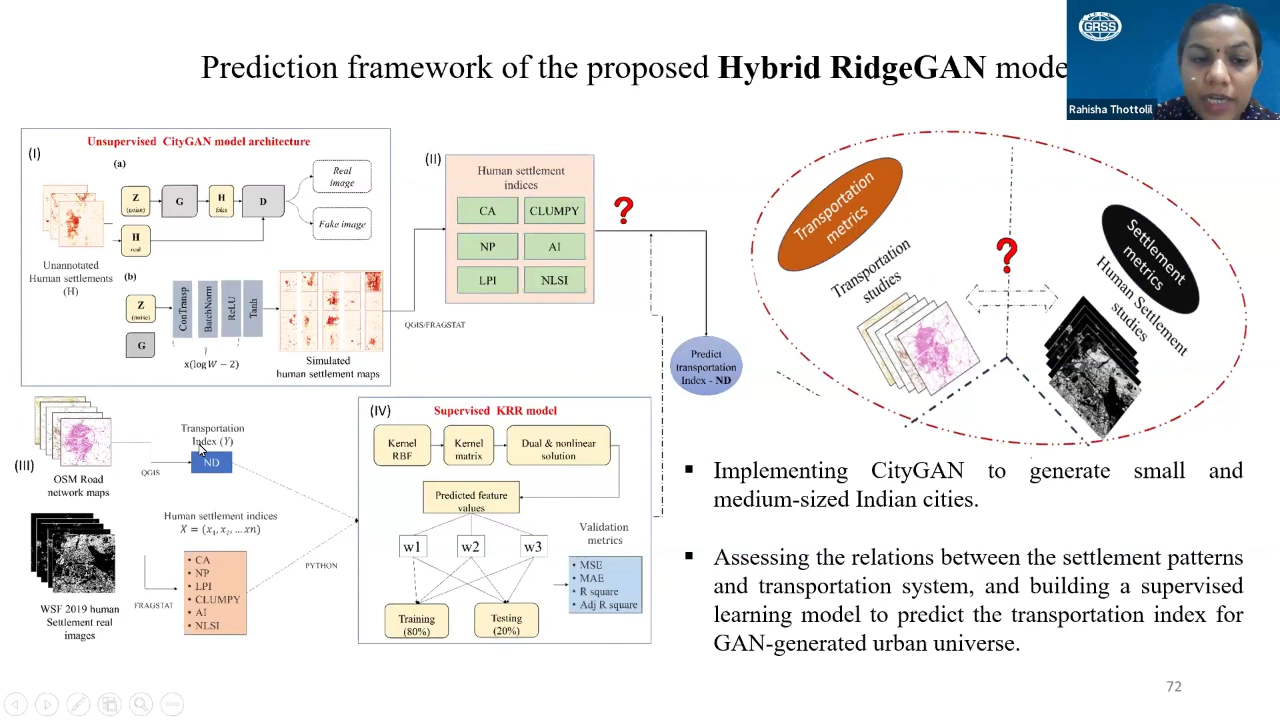 Prediction framework of the proposed Hybrid RidgeGAN mode
GRSS
Rahisha Thottolil
(I)
Unsupervised CityGAN model architecture
(a)
Z
(noise)
G
H
fake
D
Real
image
Fake image
H
real
Unannotated
Human settlements
(H)
(b)
Z
(noise)
G
ConTransp
BatchNorm
ReLU
Tanh
x(log W − 2)
Simulated
human settlement maps
(II)
Human settlement
indices
CA
CLUMPY
NP
AI
LPI
NLSI
QGIS/FRAGSTAT
?
Predict
transportation
Index - ND
(III)
OSM Road
network maps
QGIS
Transportation
Index (Y)
ND
WSF 2019 human
Settlement real
images
FRAGSTAT
Human settlement indices
X = (x1, x2, ... xn)
• CA
• NP
• LPI
• CLUMPY
• AI
• NLSI
PYTHON
(IV)
Supervised KRR model
Kernel
RBF
Kernel
matrix
Dual & nonlinear
solution
Predicted feature
values
w1
w2
w3
Training
(80%)
Testing
(20%)
Validation
metrics
• MSE
• MAE
• R square
• Adj R square
Transportation
metrics
Transportation
studies
?
Settlement
metrics
Human Settlement
studies
▪ Implementing CityGAN to generate small and
medium-sized Indian cities.
▪ Assessing the relations between the settlement patterns
and transportation system, and building a supervised
learning model to predict the transportation index for
GAN-generated urban universe.
72